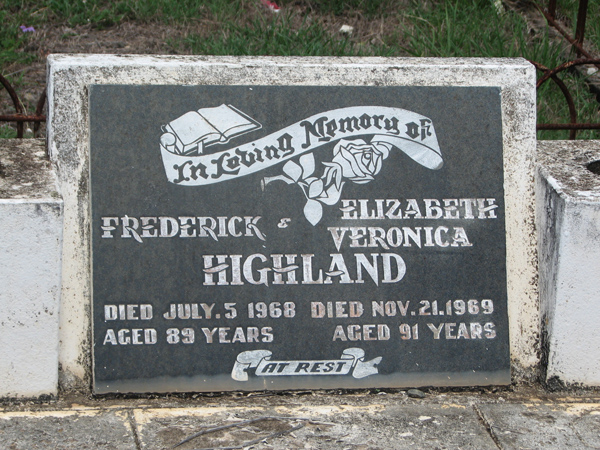 In Loving Memory of
FREDERICK & ELIZABETH
VERONICA
HIGHLAND
DIED JULY. 5 1968 DIED NOV. 21. 1969
AGED 89 YEARS AGED 91 YEARS
AT REST